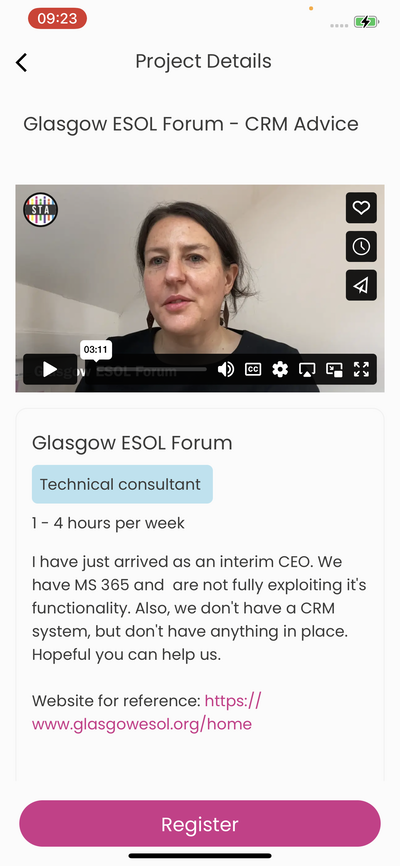 09:23
Project Details
Glasgow ESOL Forum - CRM Advice
STA
03:11
Glasgow ESOL Forum
CC
Glasgow ESOL Forum
Technical consultant
1 - 4 hours per week
I have just arrived as an interim CEO. We
have MS 365 and  are not fully exploiting it's
functionality. Also, we don't have a CRM
system, but don't have anything in place.
Hopeful you can help us.
Website for reference: https://
www.glasgowesol.org/home
Register